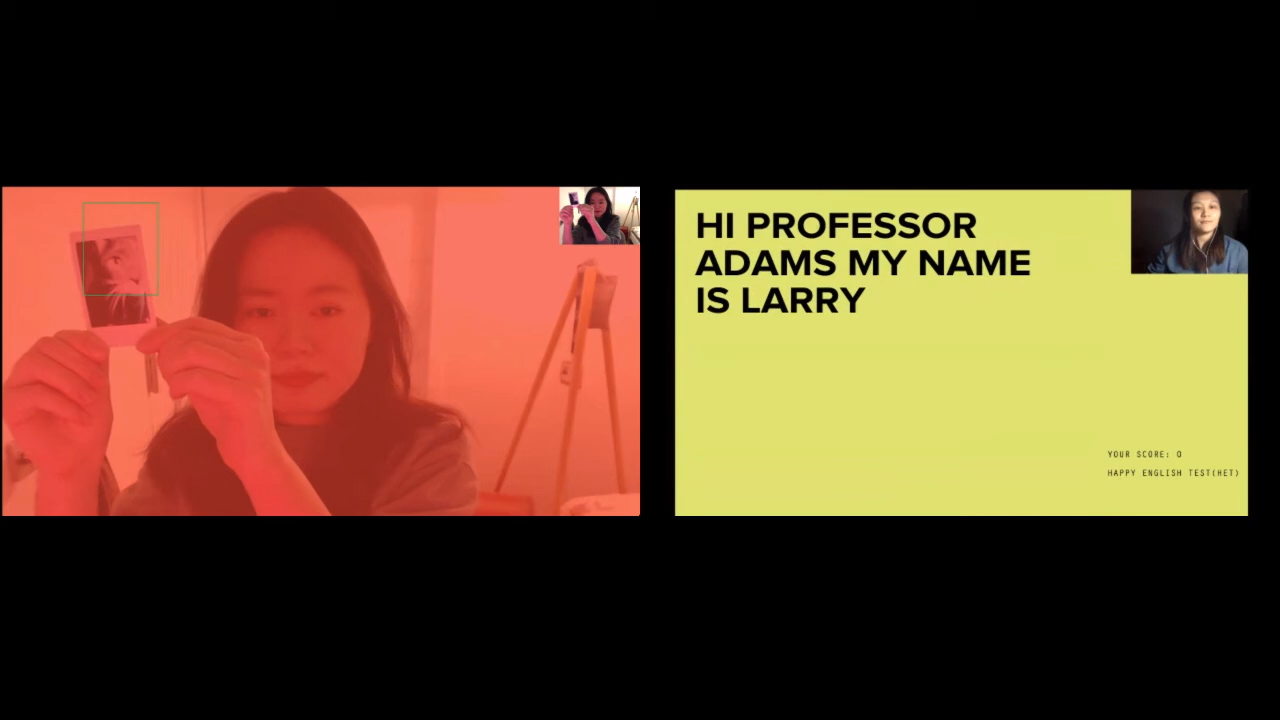 HI PROFESSOR
ADAMS MY NAME
IS LARRY
YOUR SCORE: 0
HAPPY ENGLISH TEST(HET)